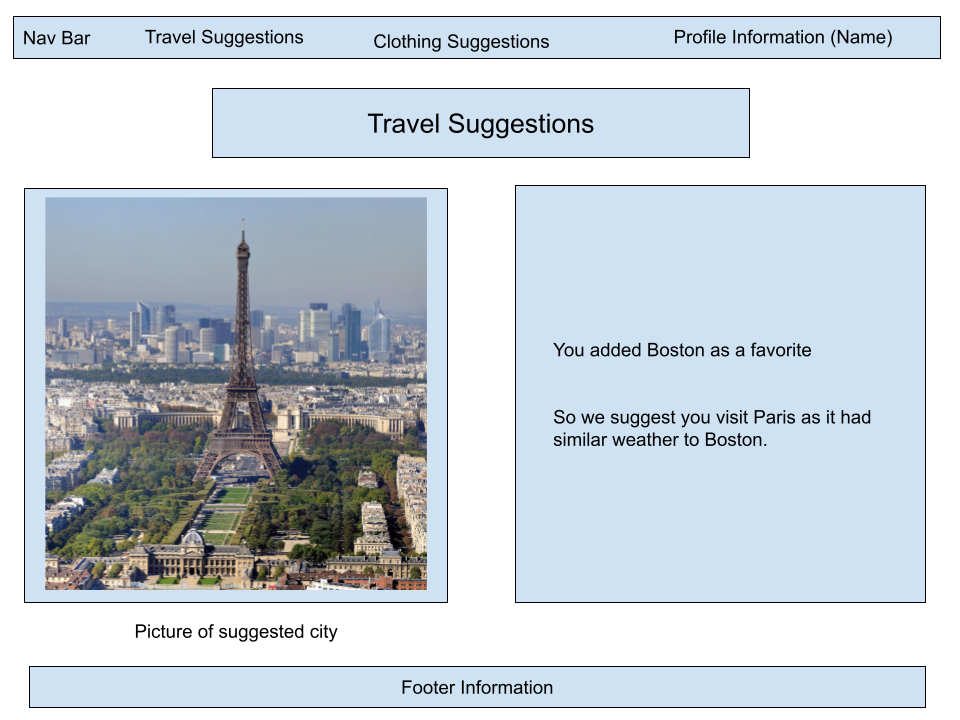 Nav Bar
Travel Suggestions
Clothing Suggestions
Profile Information (Name)
Travel Suggestions
You added Boston as a favorite
So we suggest you visit Paris as it had
similar weather to Boston.
Picture of suggested city
Footer Information